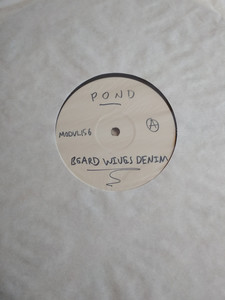 POND
MODVL156
A
BEARD WIVES DENIM